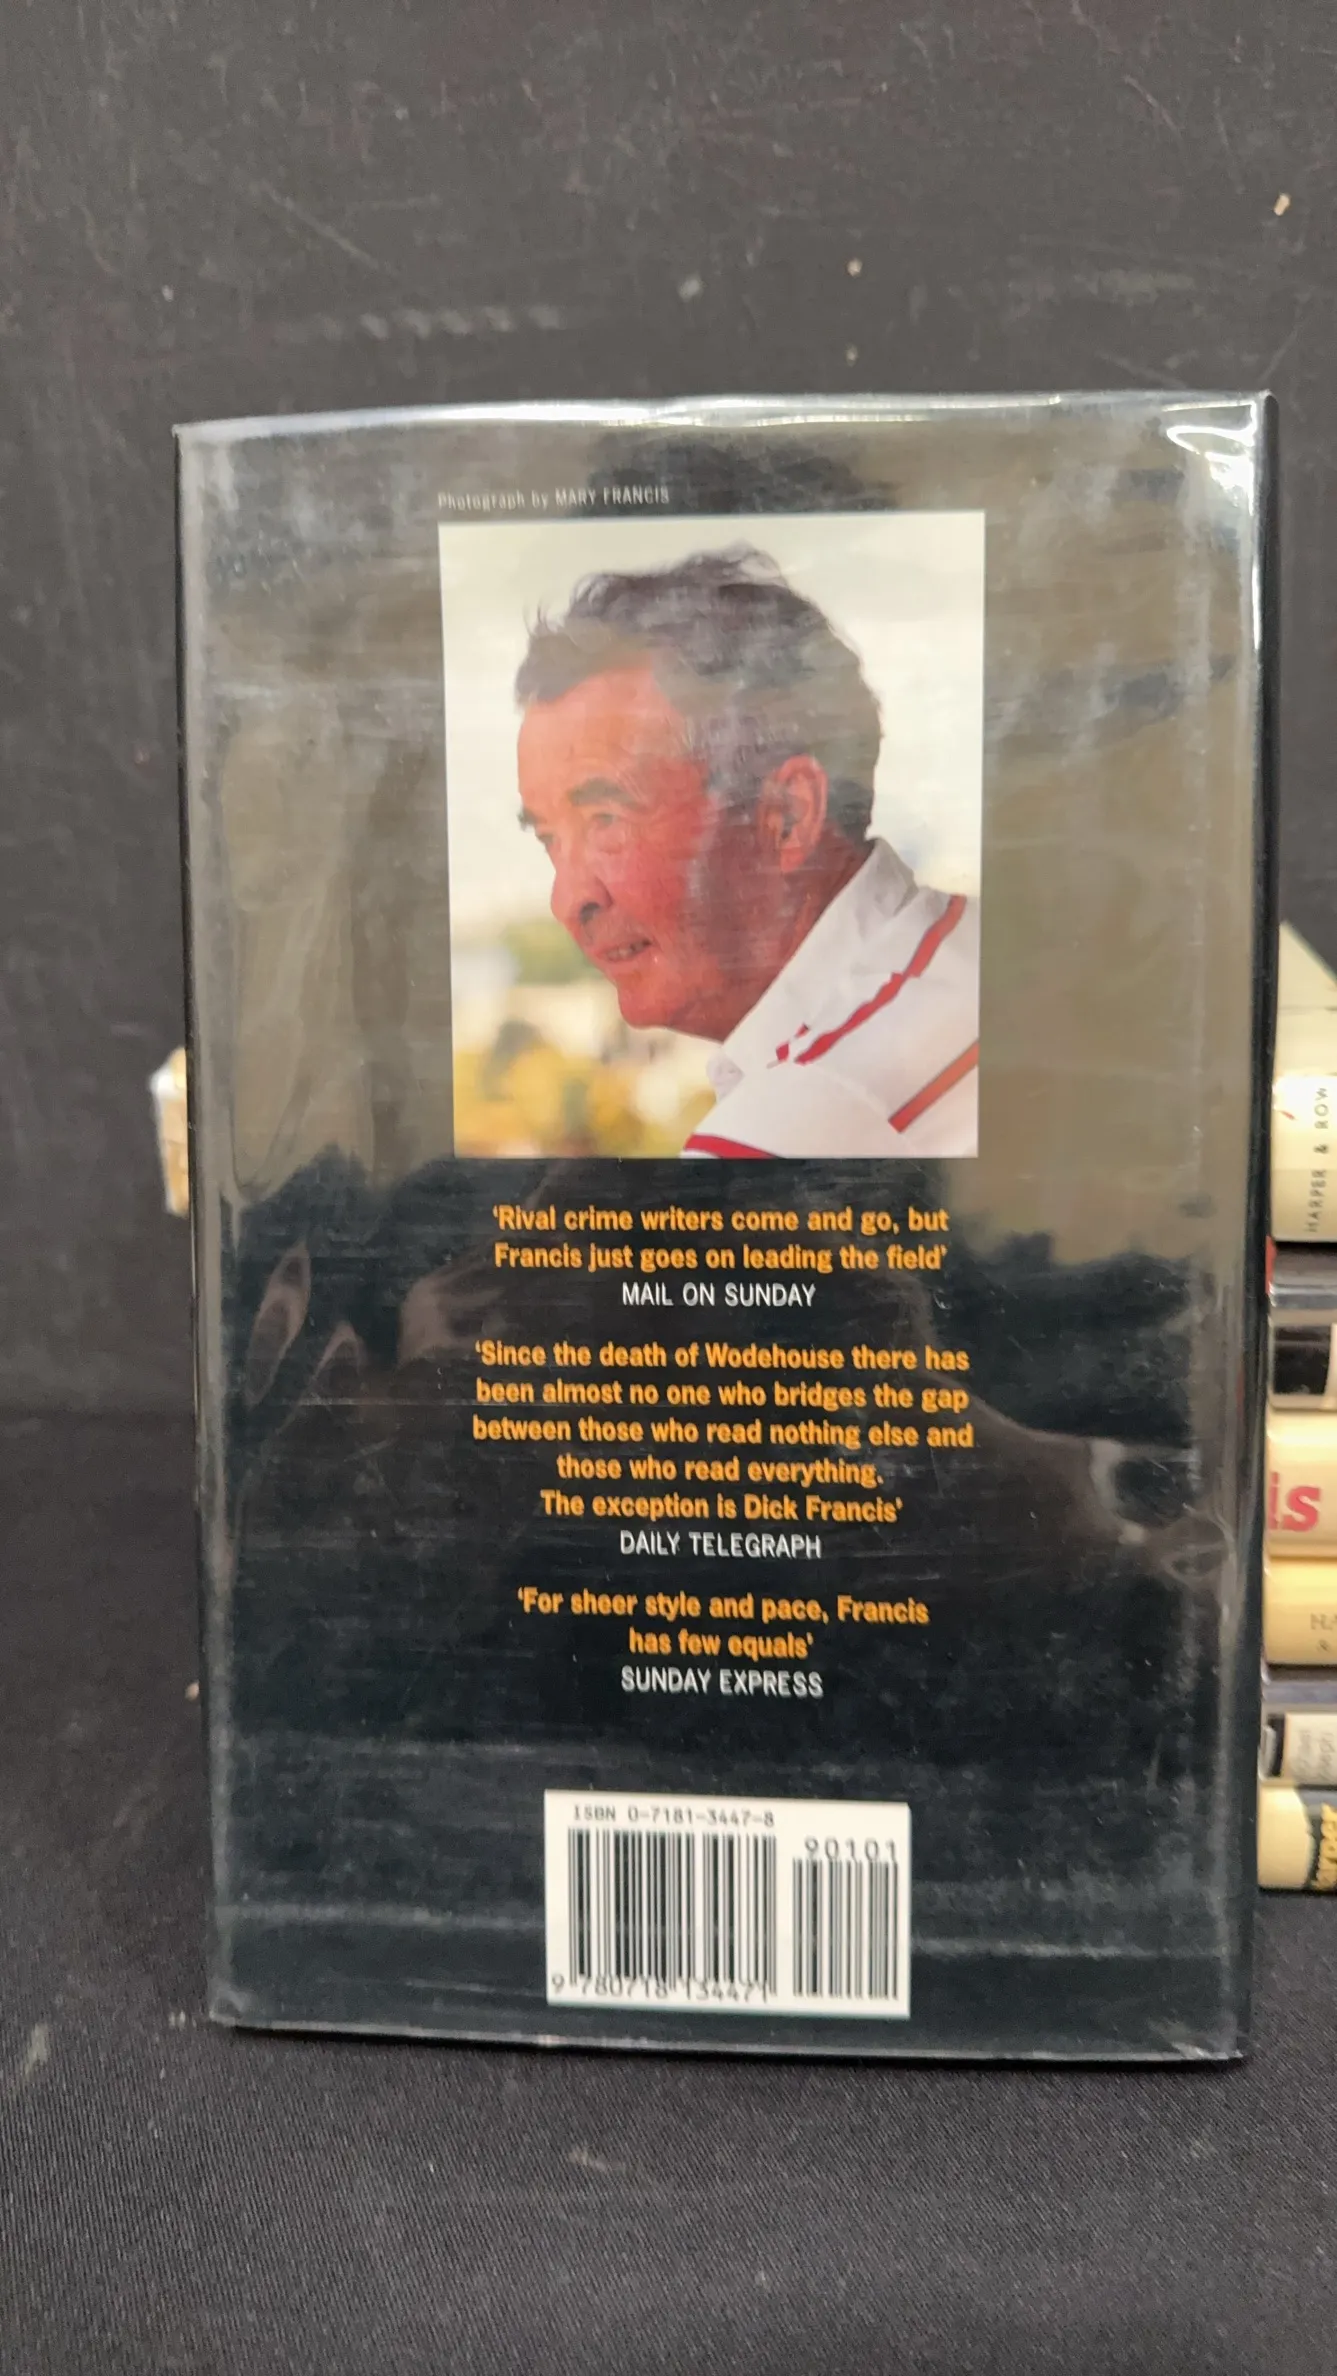 Photograph by MARY FRANCIS
'Rival crime writers come and go, but
Francis just goes on leading the field'
MAIL ON SUNDAY
'Since the death of Wodehouse there has
been almost no one who bridges the gap
between those who read nothing else and
those who read everything.
The exception is Dick Francis'
DAILY TELEGRAPH
'For sheer style and pace, Francis
has few equals'
SUNDAY EXPRESS
ISBN 0-7181-3447-8
90101
9 780718 134471
HARPER & ROW
is